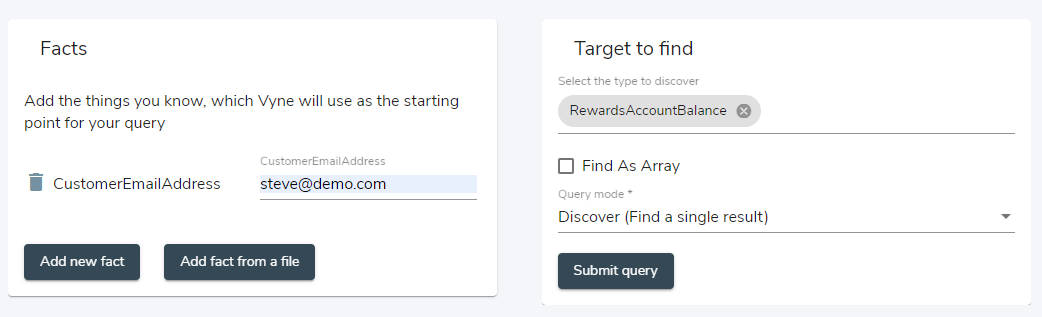 Facts
Add the things you know, which Vyne will use as the starting
point for your query
CustomerEmailAddress
CustomerEmailAddress
steve@demo.com
Add new fact
Add fact from a file
Target to find
Select the type to discover
RewardsAccountBalance
Find As Array
Query mode *
Discover (Find a single result)
Submit query